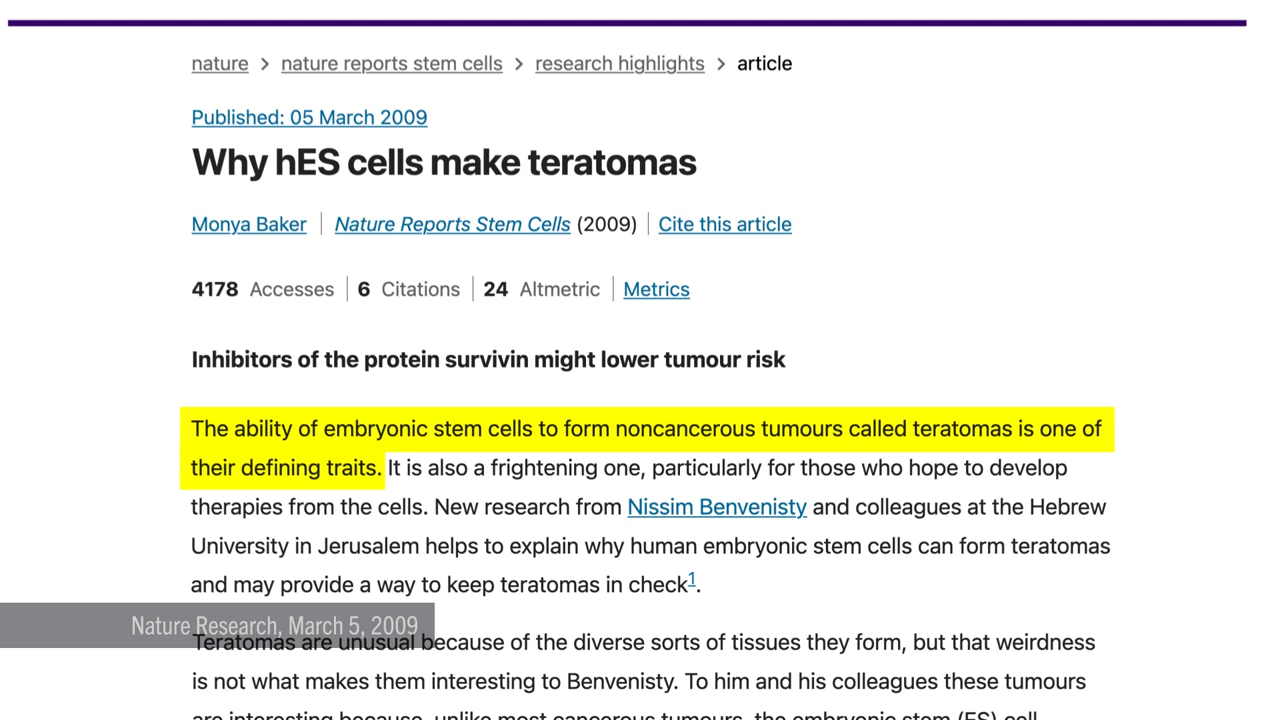 nature > nature reports stem cells > research highlights > article
Published: 05 March 2009
Why hES cells make teratomas
Monya Baker | Nature Reports Stem Cells (2009) | Cite this article
4178 Accesses | 6 Citations | 24 Altmetric | Metrics
Inhibitors of the protein survivin might lower tumour risk
The ability of embryonic stem cells to form noncancerous tumours called teratomas is one of
their defining traits. It is also a frightening one, particularly for those who hope to develop
therapies from the cells. New research from Nissim Benvenisty and colleagues at the Hebrew
University in Jerusalem helps to explain why human embryonic stem cells can form teratomas
and may provide a way to keep teratomas in check1.
Nature Research, March 5, 2009
Teratomas are unusual because of the diverse sorts of tissues they form, but that weirdness
is not what makes them interesting to Benvenisty. To him and his colleagues these tumours
are interesting because, unlike most cancerous tumours, the embryonic stem (ES) cell